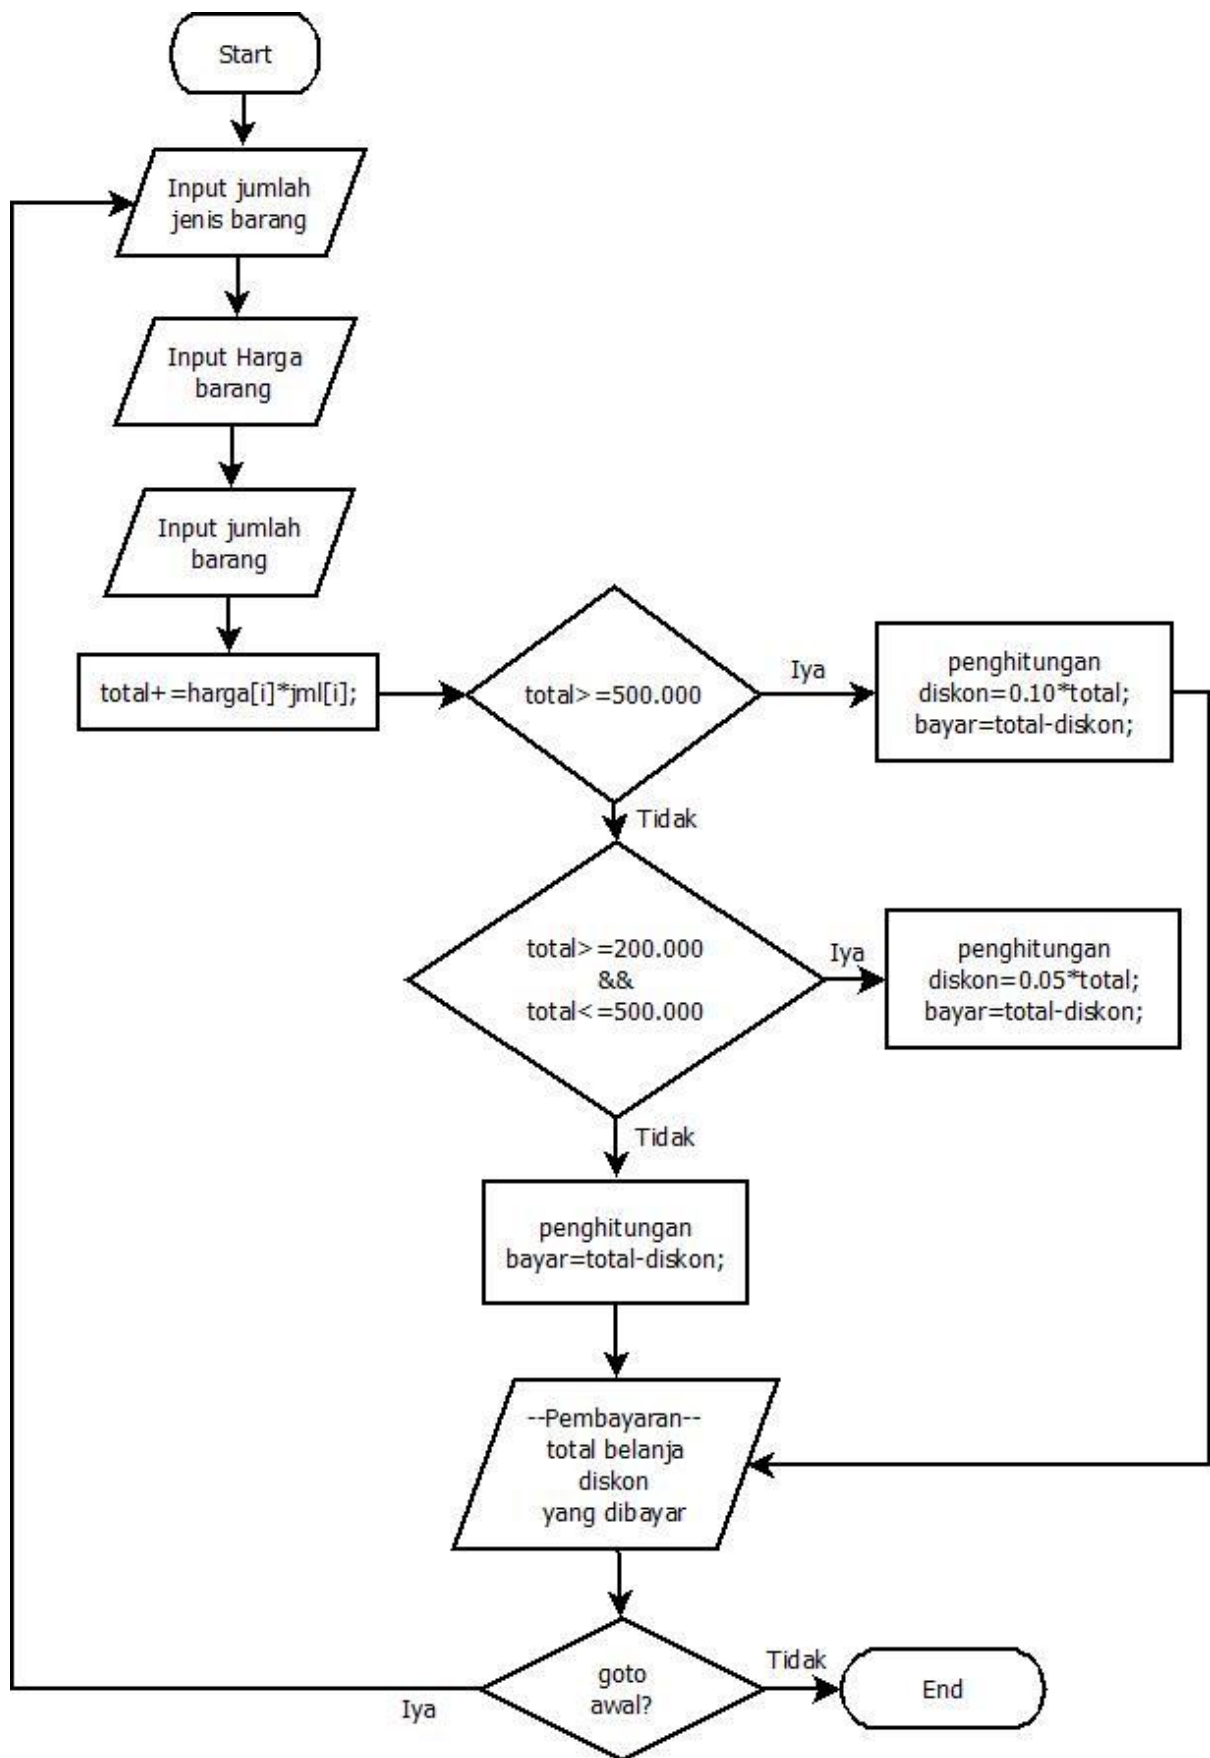 Start
Input jumlah
jenis barang
Input Harga
barang
Input jumlah
barang
total+=harga[i]*jml[i];
total>=500.000
Iya
penghitungan
diskon=0.10*total;
bayar=total-diskon;
Tidak
total>=200.000
&&
total<=500.000
Iya
penghitungan
diskon=0.05*total;
bayar=total-diskon;
Tidak
penghitungan
bayar=total-diskon;
--Pembayaran--
total belanja
diskon
yang dibayar
goto
awal?
Iya
Tidak
End